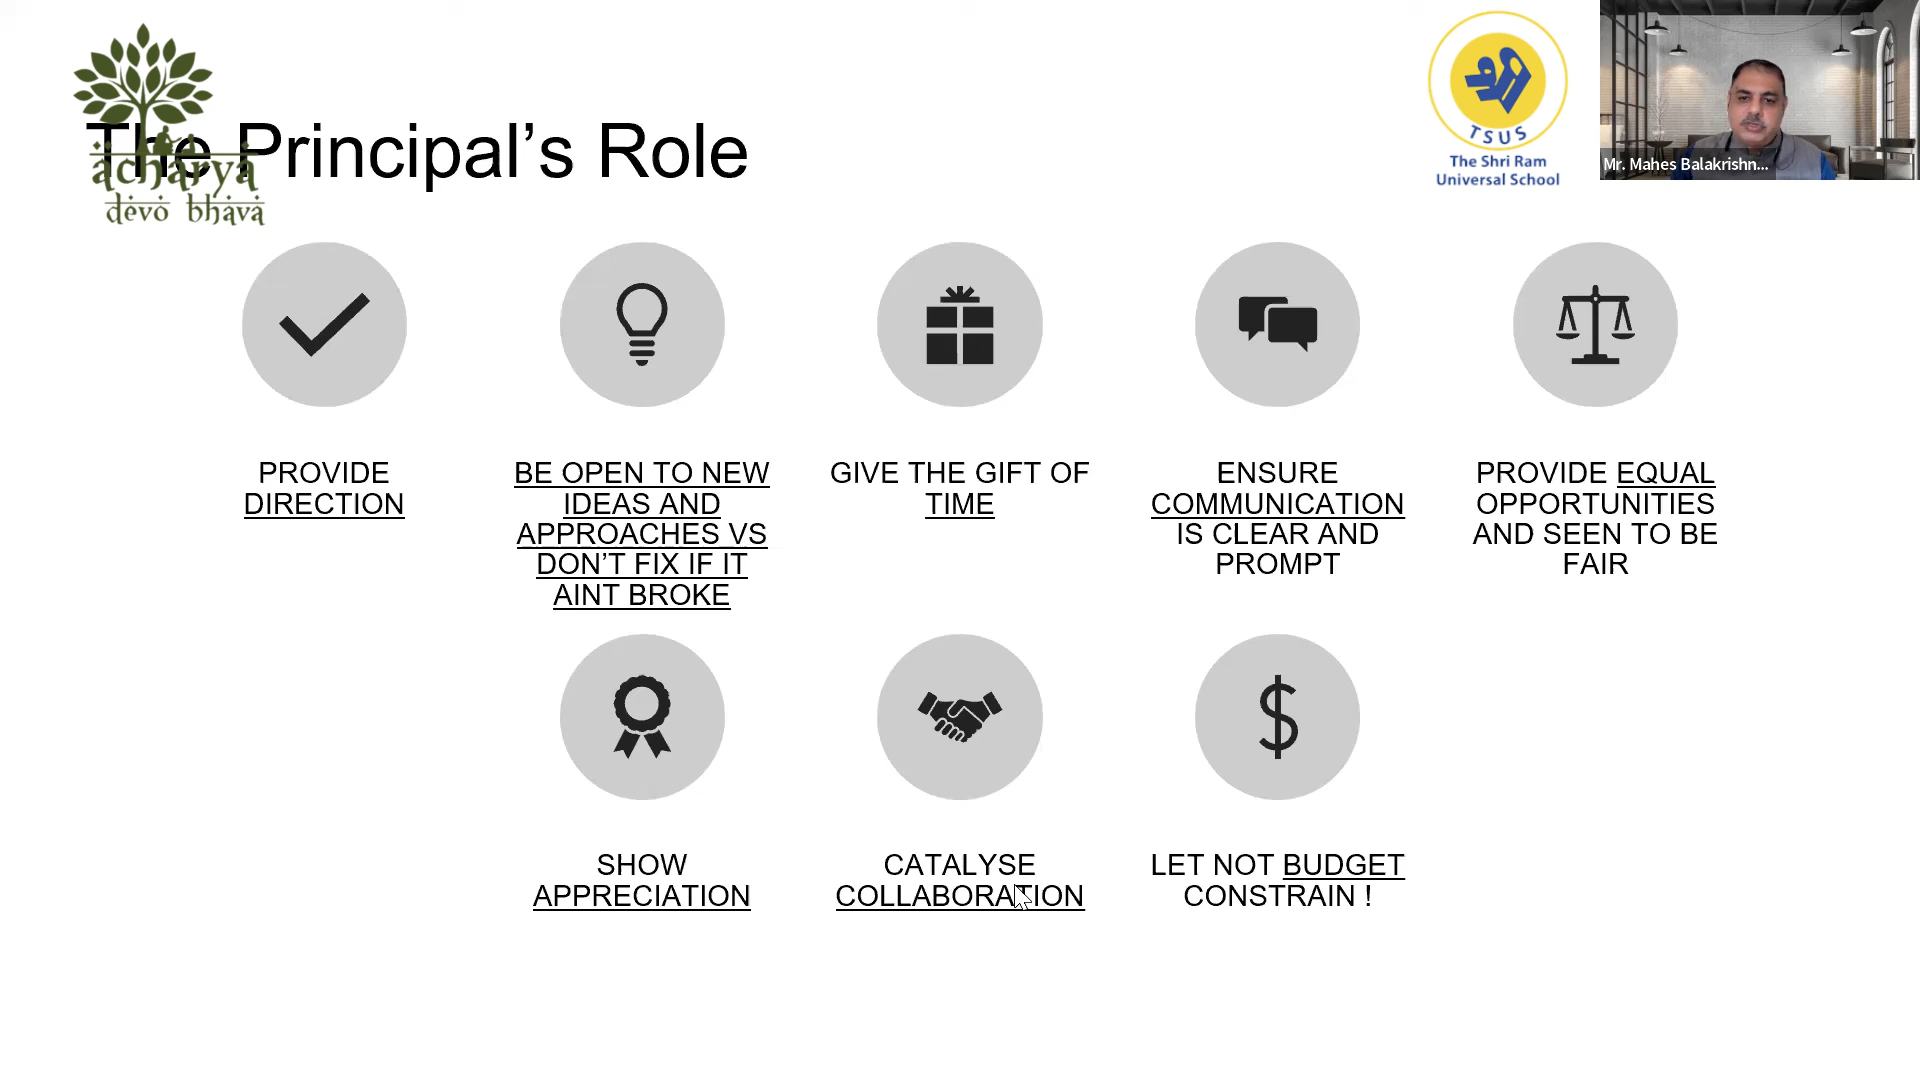 The Principal’s Role
āchārya
devō bhava
TSUS
The Shri Ram
Universal School
Mr. Mahes Balakrishn...
PROVIDE
DIRECTION
BE OPEN TO NEW
IDEAS AND
APPROACHES VS
DON’T FIX IF IT
AINT BROKE
GIVE THE GIFT OF
TIME
ENSURE
COMMUNICATION
IS CLEAR AND
PROMPT
PROVIDE EQUAL
OPPORTUNITIES
AND SEEN TO BE
FAIR
SHOW
APPRECIATION
CATALYSE
COLLABORATION
LET NOT BUDGET
CONSTRAIN !